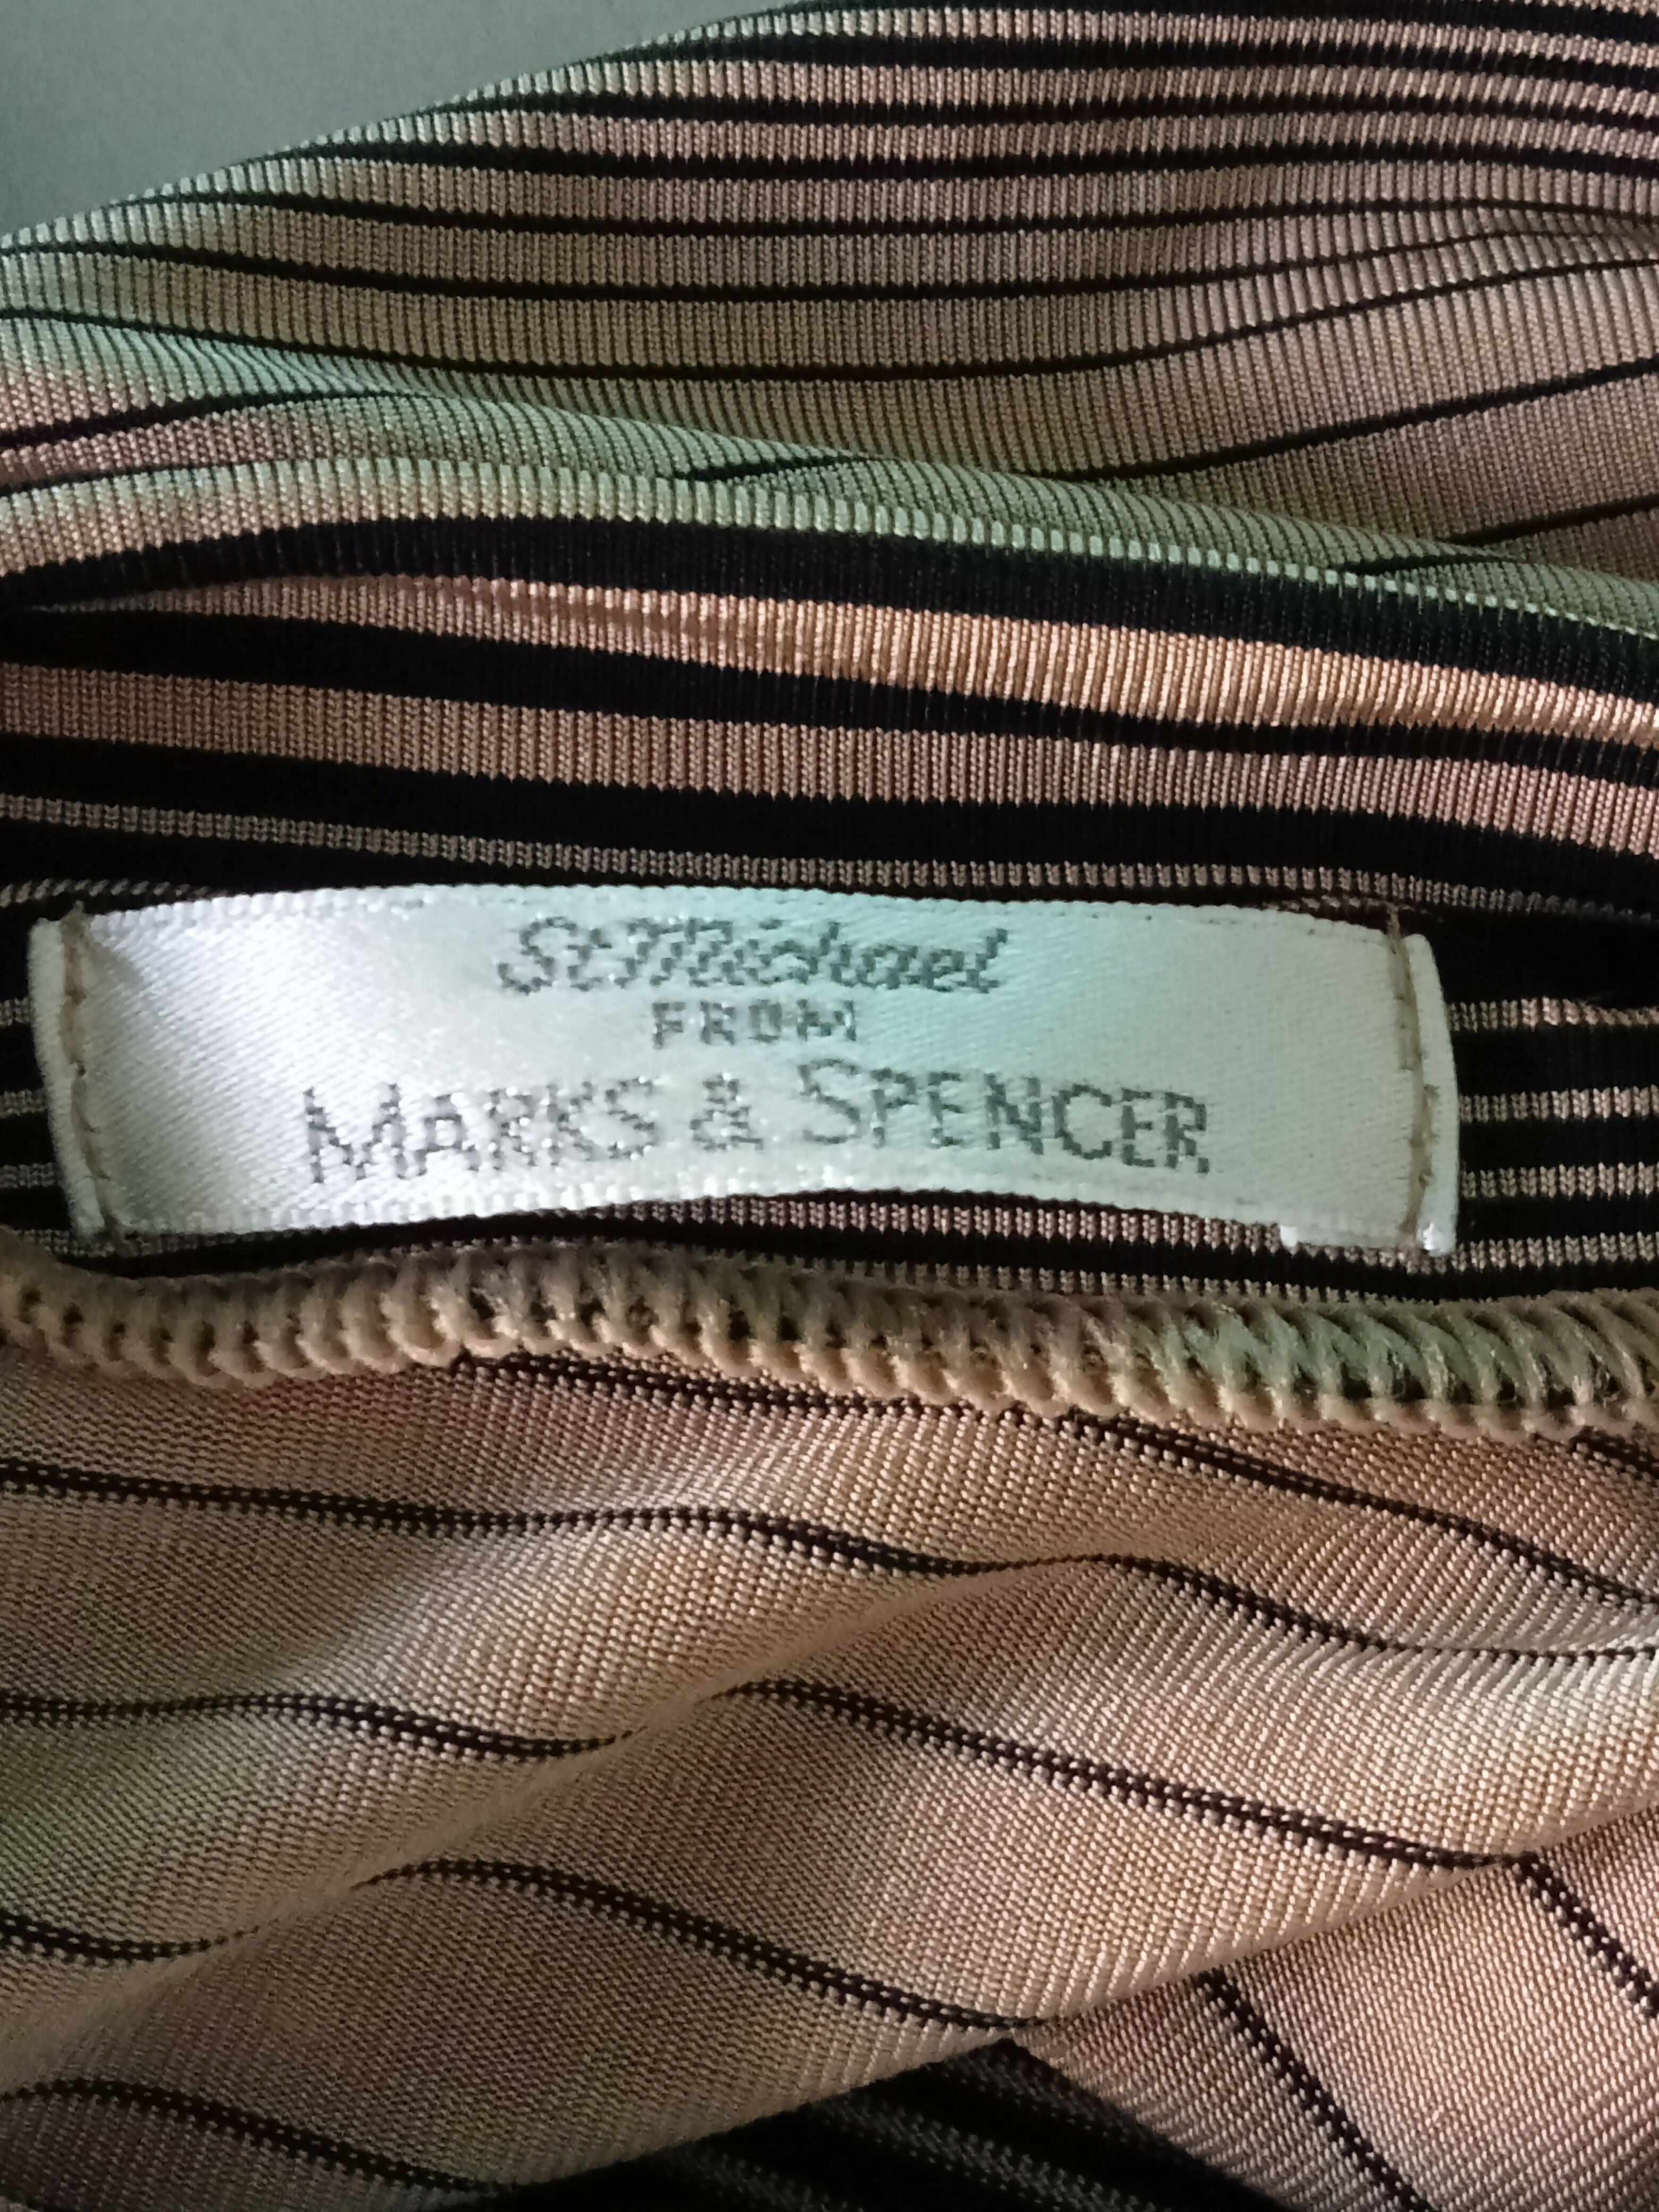 St Michael
FROM
MARKS & SPENCER